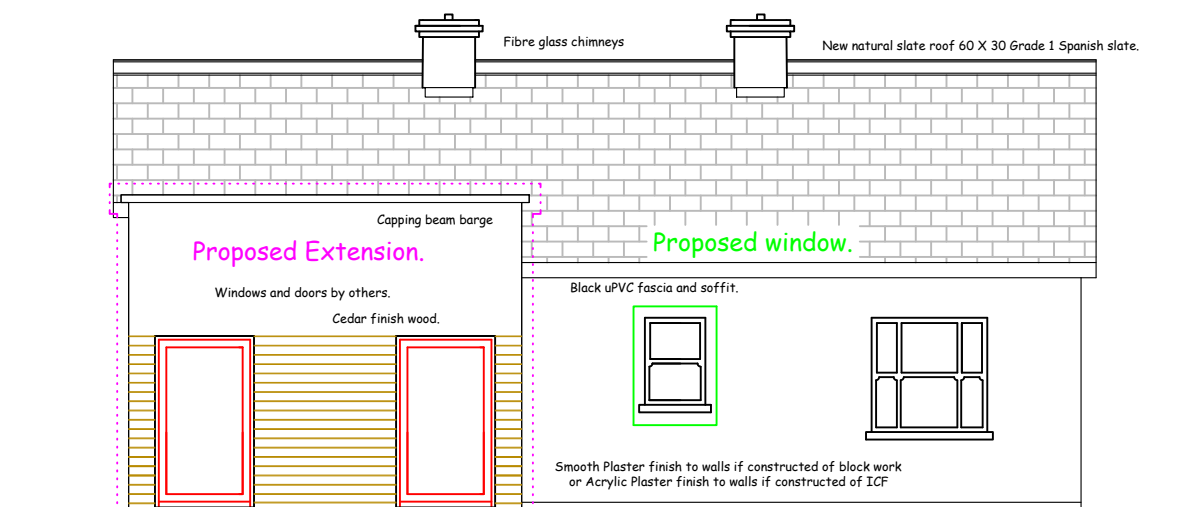 Fibre glass chimneys
New natural slate roof 60 X 30 Grade 1 Spanish slate.
Capping beam barge
Proposed Extension.
Proposed window.
Windows and doors by others.
Black uPVC fascia and soffit.
Cedar finish wood.
Smooth Plaster finish to walls if constructed of block work
or Acrylic Plaster finish to walls if constructed of ICF